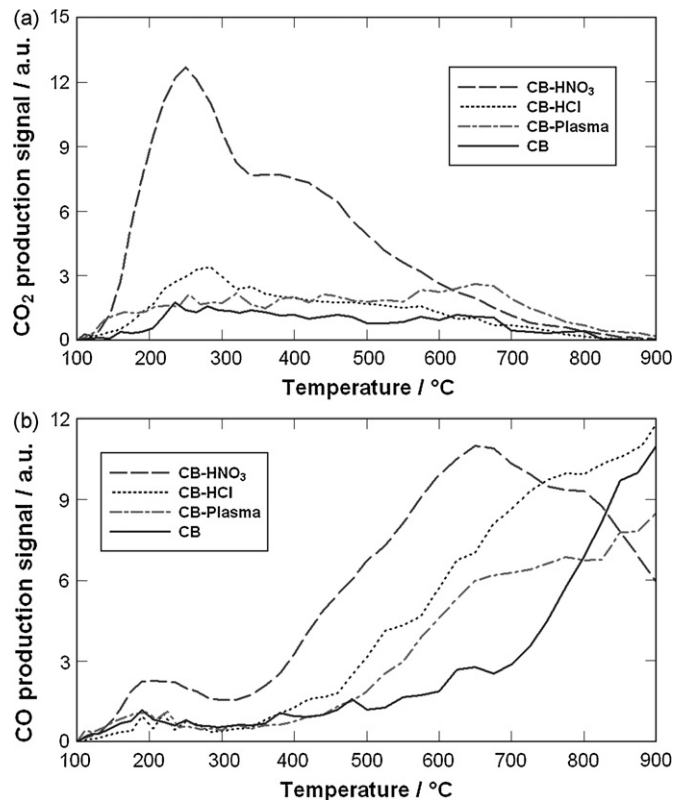 (a)
15
12
9
6
3
0
CO₂ production signal / a.u.
CB-HNO₃
CB-HCl
CB-Plasma
CB
100 200 300 400 500 600 700 800 900
Temperature / °C
(b)
12
9
6
3
0
CO production signal / a.u.
CB-HNO₃
CB-HCl
CB-Plasma
CB
100 200 300 400 500 600 700 800 900
Temperature / °C